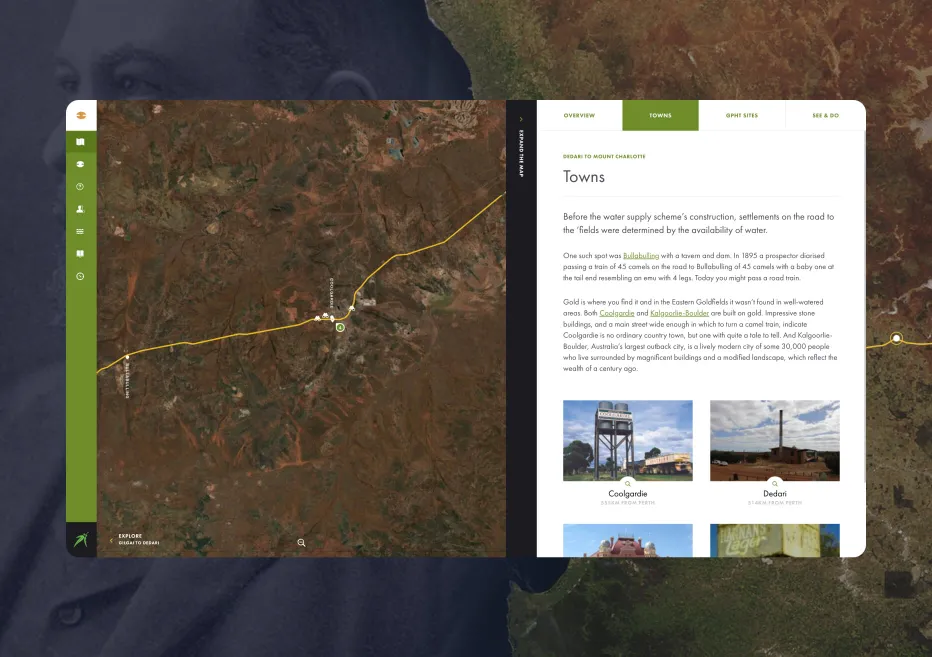 OVERVIEW
TOWNS
GPHT SITES
SEE & DO
EXPAND THE MAP
DEDARI TO MOUNT CHARLOTTE
Towns
Before the water supply scheme's construction, settlements on the road to
the 'fields were determined by the availability of water.
One such spot was Bullabulling with a tavern and dam. In 1895 a prospector diarised
passing a train of 45 camels on the road to Bullabulling of 45 camels with a baby one at
the tail end resembling an emu with 4 legs. Today you might pass a road train.
Gold is where you find it and in the Eastern Goldfields it wasn't found in well-watered
areas. Both Coolgardie and Kalgoorlie-Boulder are built on gold. Impressive stone
buildings, and a main street wide enough in which to turn a camel train, indicate
Coolgardie is no ordinary country town, but one with quite a tale to tell. And Kalgoorlie-
Boulder, Australia's largest outback city, is a lively modern city of some 30,000 people
who live surrounded by magnificent buildings and a modified landscape, which reflect the
wealth of a century ago.
COOLGARDIE
BULLABULLING
COOLGARDIE
Coolgardie
Dedari
EXPLORE
GILGAI TO DEDARI